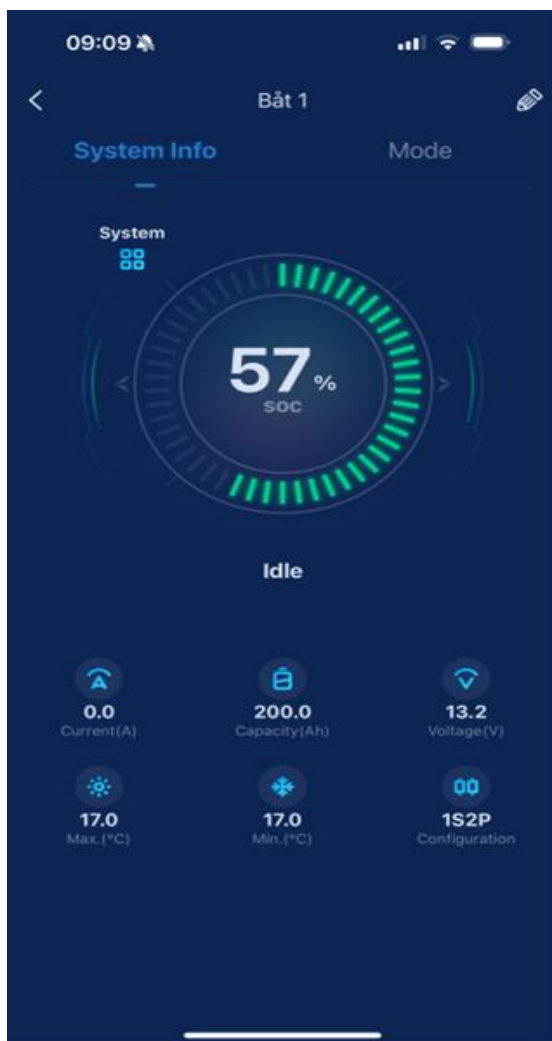 09:09
Båt 1
System Info
Mode
System
57 %
SOC
Idle
0.0
Current(A)
200.0
Capacity(Ah)
13.2
Voltage(V)
17.0
Max.(°C)
17.0
Min.(°C)
1S2P
Configuration